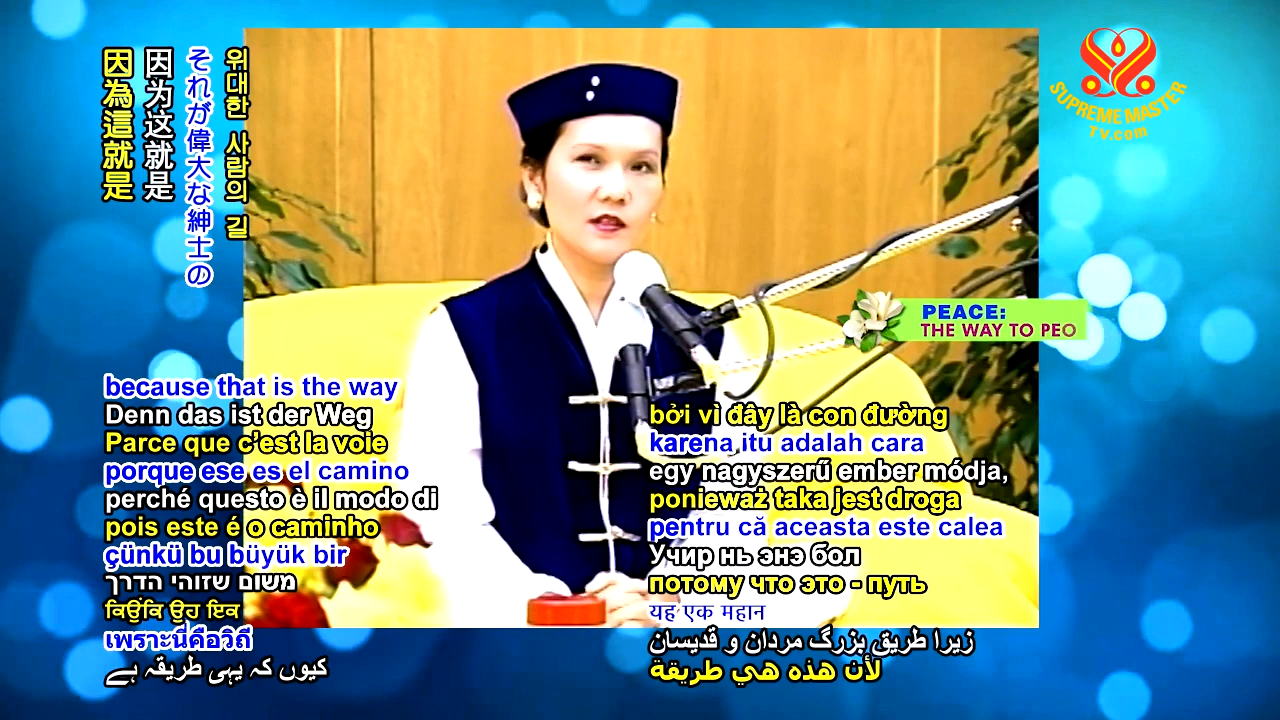 因為這就是
因为这就是
それが偉大な紳士の
위대한 사람의 길
SUPREME MASTER
TV.com
PEACE:
THE WAY TO PEO
because that is the way
Denn das ist der Weg
Parce que c'est la voie
porque ese es el camino
perché questo è il modo di
pois este é o caminho
çünkü bu büyük bir
משום שזוהי הדרך
ਕਿਉਂਕਿ ਉਹ ਇਕ
เพราะนี่คือวิถี
کیوں کہ یہی طریقہ ہے
bởi vì đây là con đường
karena itu adalah cara
egy nagyszerű ember módja,
ponieważ taka jest droga
pentru că aceasta este calea
Учир нь энэ бол
потому что это - путь
यह एक महान
زیرا طریق بزرگ مردان و قدیسان
لأن هذه هي طريقة